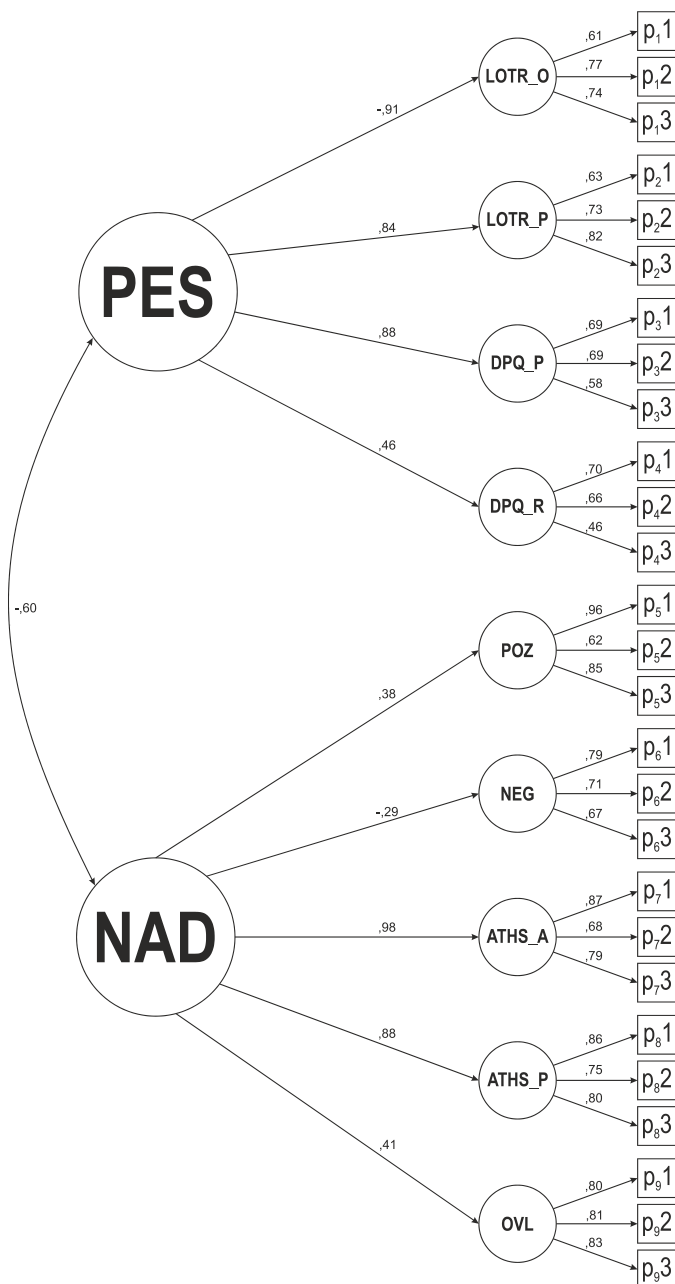 ,61
p₁1
LOTR_O
,77
p₁2
,74
p₁3
-,91
,63
p₂1
LOTR_P
,73
p₂2
,82
p₂3
,84
PES
,69
p₃1
DPQ_P
,69
p₃2
,58
p₃3
,88
,46
,70
p₄1
DPQ_R
,66
p₄2
,46
p₄3
-,60
,96
p₅1
POZ
,62
p₅2
,85
p₅3
,38
,79
p₆1
NEG
,71
p₆2
,67
p₆3
-,29
,87
p₇1
NAD
,98
ATHS_A
,68
p₇2
,79
p₇3
,88
,86
p₈1
ATHS_P
,75
p₈2
,80
p₈3
,41
,80
p₉1
OVL
,81
p₉2
,83
p₉3